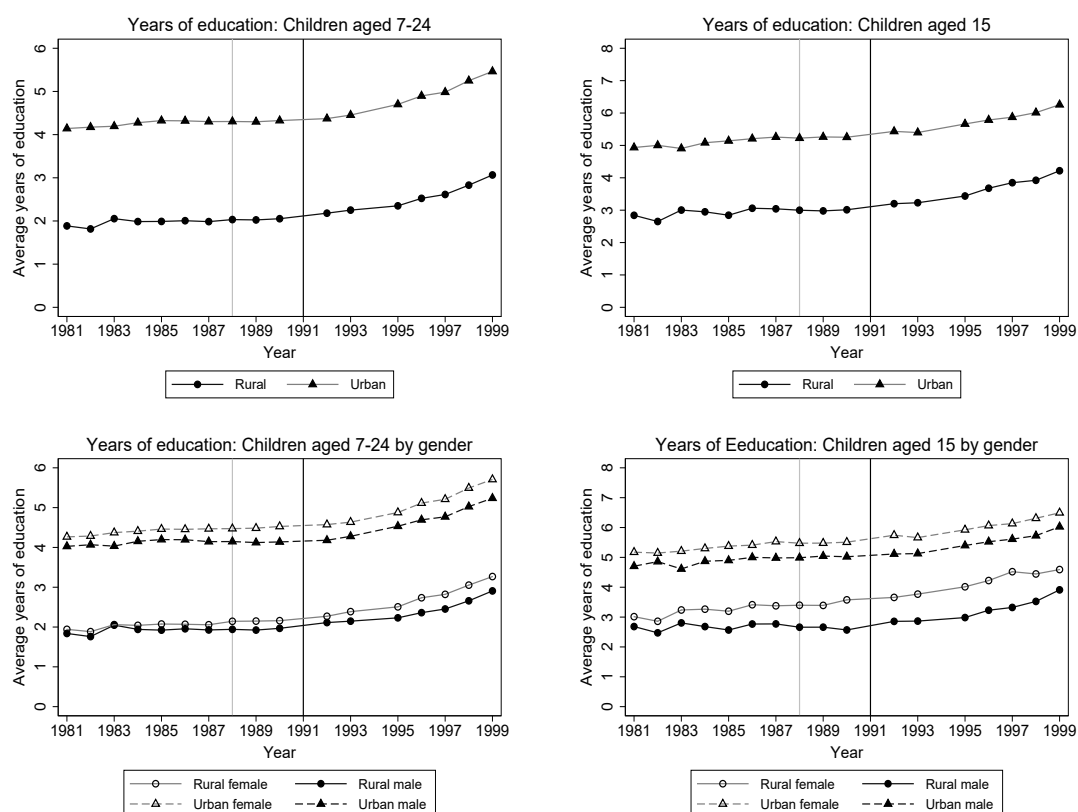 Years of education: Children aged 7-24
Average years of education
6
5
4
3
2
1
0
1981 1983 1985 1987 1989 1991 1993 1995 1997 1999
Year
Rural Urban
Years of education: Children aged 15
Average years of education
8
7
6
5
4
3
2
1
0
1981 1983 1985 1987 1989 1991 1993 1995 1997 1999
Year
Rural Urban
Years of education: Children aged 7-24 by gender
Average years of education
6
5
4
3
2
1
0
1981 1983 1985 1987 1989 1991 1993 1995 1997 1999
Year
Rural female Rural male
Urban female Urban male
Years of Eeducation: Children aged 15 by gender
Average years of education
8
7
6
5
4
3
2
1
0
1981 1983 1985 1987 1989 1991 1993 1995 1997 1999
Year
Rural female Rural male
Urban female Urban male